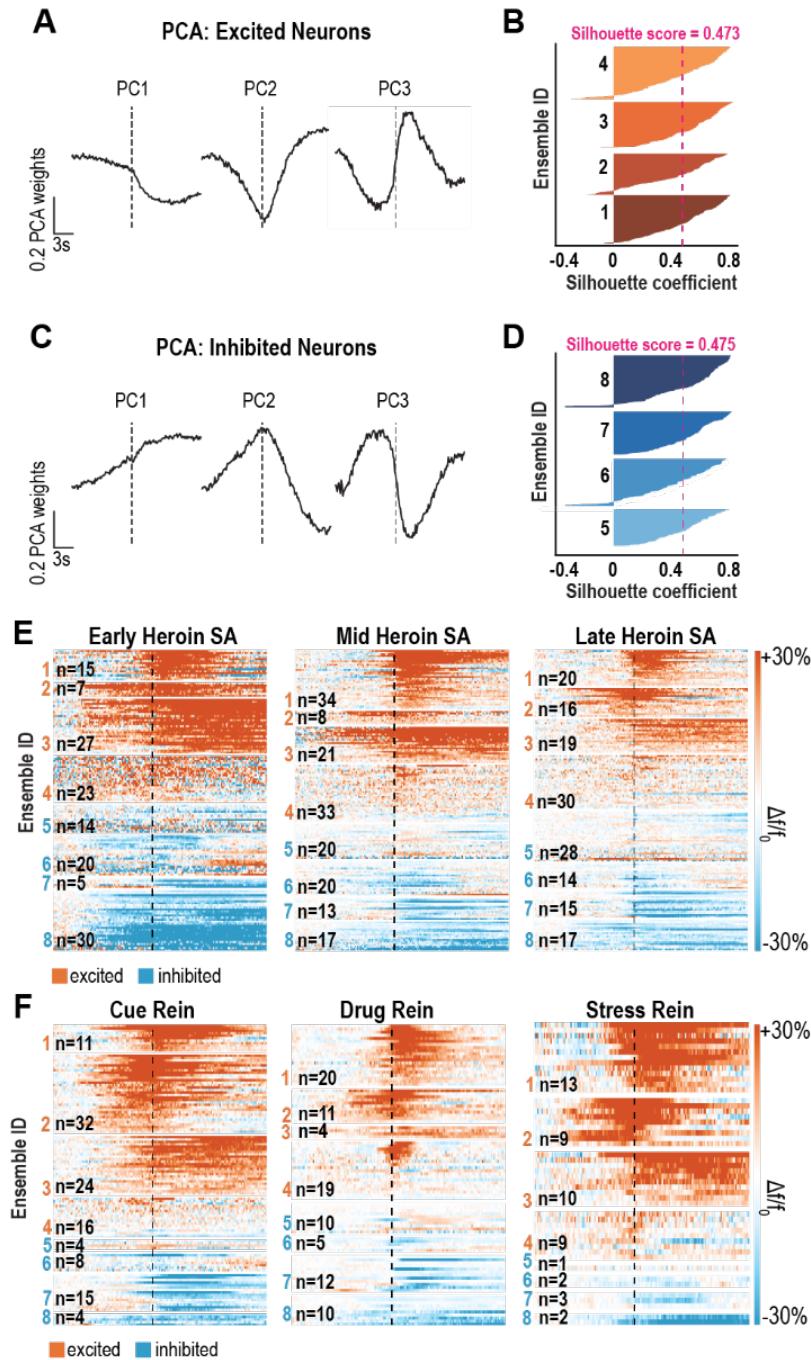 A
PCA: Excited Neurons
PC1 PC2 PC3
0.2 PCA weights
3s
B
Silhouette score = 0.473
Ensemble ID
4
3
2
1
-0.4 0 0.4 0.8
Silhouette coefficient
C
PCA: Inhibited Neurons
PC1 PC2 PC3
0.2 PCA weights
3s
D
Silhouette score = 0.475
Ensemble ID
8
7
6
5
-0.4 0 0.4 0.8
Silhouette coefficient
E
Ensemble ID
Early Heroin SA
1 n=15
2 n=7
3 n=27
4 n=23
5 n=14
6 n=20
7 n=5
8 n=30
Mid Heroin SA
1 n=34
2 n=8
3 n=21
4 n=33
5 n=20
6 n=20
7 n=13
8 n=17
Late Heroin SA
1 n=20
2 n=16
3 n=19
4 n=30
5 n=28
6 n=14
7 n=15
8 n=17
+30%
Δf/f0
-30%
excited inhibited
F
Ensemble ID
Cue Rein
1 n=11
2 n=32
3 n=24
4 n=16
5 n=4
6 n=8
7 n=15
8 n=4
Drug Rein
1 n=20
2 n=11
3 n=4
4 n=19
5 n=10
6 n=5
7 n=12
8 n=10
Stress Rein
1 n=13
2 n=9
3 n=10
4 n=9
5 n=1
6 n=2
7 n=3
8 n=2
+30%
Δf/f0
-30%
excited inhibited